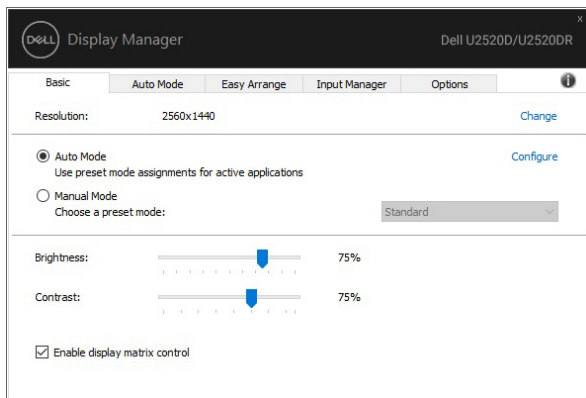 DELL Display Manager Dell U2520D/U2520DR
x
Basic Auto Mode Easy Arrange Input Manager Options i
Resolution: 2560x1440 Change
Auto Mode Configure
Use preset mode assignments for active applications
Manual Mode
Choose a preset mode: Standard
Brightness: 75%
Contrast: 75%
Enable display matrix control